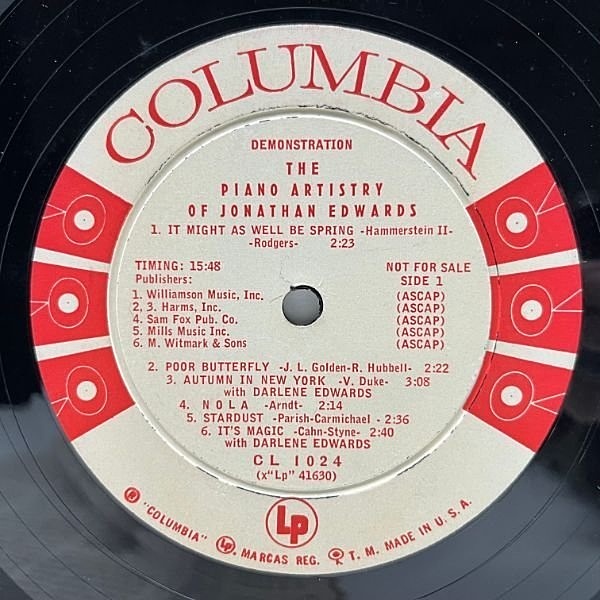 COLUMBIA
DEMONSTRATION
THE
PIANO ARTISTRY
OF JONATHAN EDWARDS
1. IT MIGHT AS WELL BE SPRING -Hammerstein II-
-Rodgers- 2:23
TIMING: 15:48
Publishers:
NOT FOR SALE
SIDE 1
1. Williamson Music, Inc. (ASCAP)
2, 3. Harms, Inc. (ASCAP)
4. Sam Fox Pub. Co. (ASCAP)
5. Mills Music Inc. (ASCAP)
6. M. Witmark & Sons (ASCAP)
2. POOR BUTTERFLY -J. L. Golden-R. Hubbell- 2:22
3. AUTUMN IN NEW YORK -V. Duke- 3:08
with DARLENE EDWARDS
4. NOLA -Arndt- 2:14
5. STARDUST -Parish-Carmichael - 2:36
6. IT'S MAGIC -Cahn-Styne- 2:40
with DARLENE EDWARDS
CL 1024
(x"Lp" 41630)
Lp
® "COLUMBIA" Lp, MARCAS REG. T. M. MADE IN U.S.A.